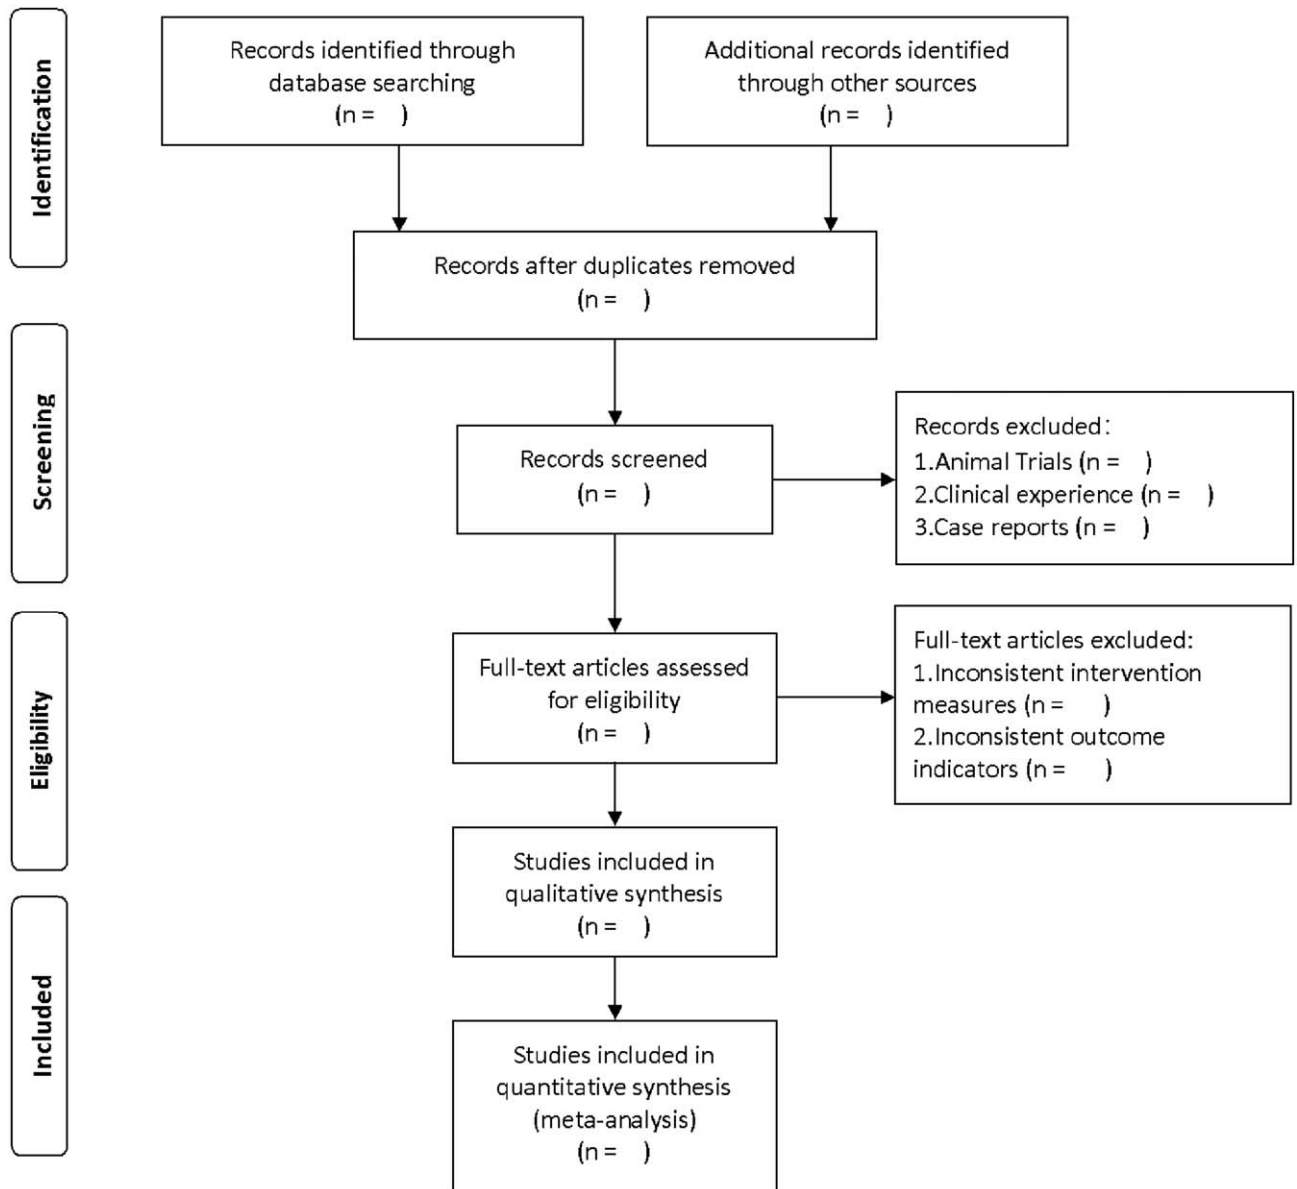 Identification
Records identified through
database searching
(n =    )
Additional records identified
through other sources
(n =    )
Records after duplicates removed
(n =    )
Screening
Records screened
(n =    )
Records excluded:
1.Animal Trials (n =    )
2.Clinical experience (n =    )
3.Case reports (n =    )
Eligibility
Full-text articles assessed
for eligibility
(n =    )
Full-text articles excluded:
1.Inconsistent intervention
measures (n =    )
2.Inconsistent outcome
indicators (n =    )
Studies included in
qualitative synthesis
(n =    )
Included
Studies included in
quantitative synthesis
(meta-analysis)
(n =    )